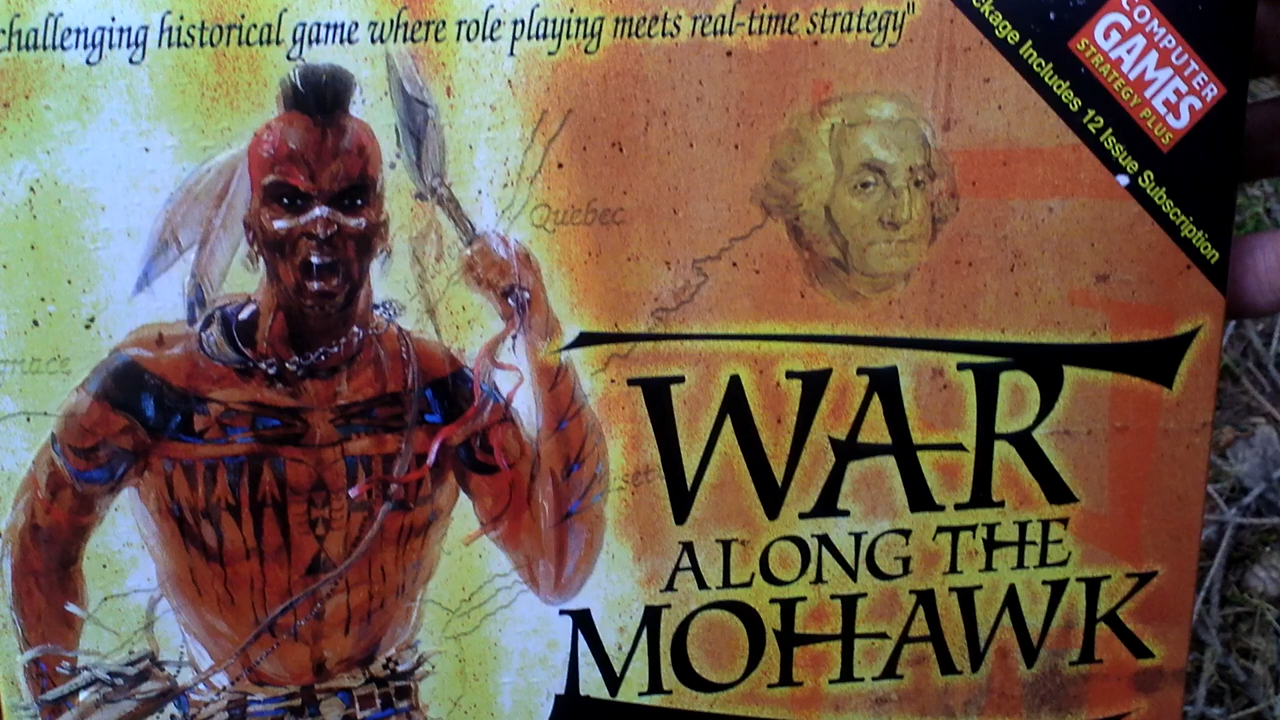 challenging historical game where role playing meets real-time strategy"
COMPUTER
GAMES
STRATEGY PLUS
Includes 12 Issue Subscription
Quebec
WAR
ALONG THE
MOHAWK